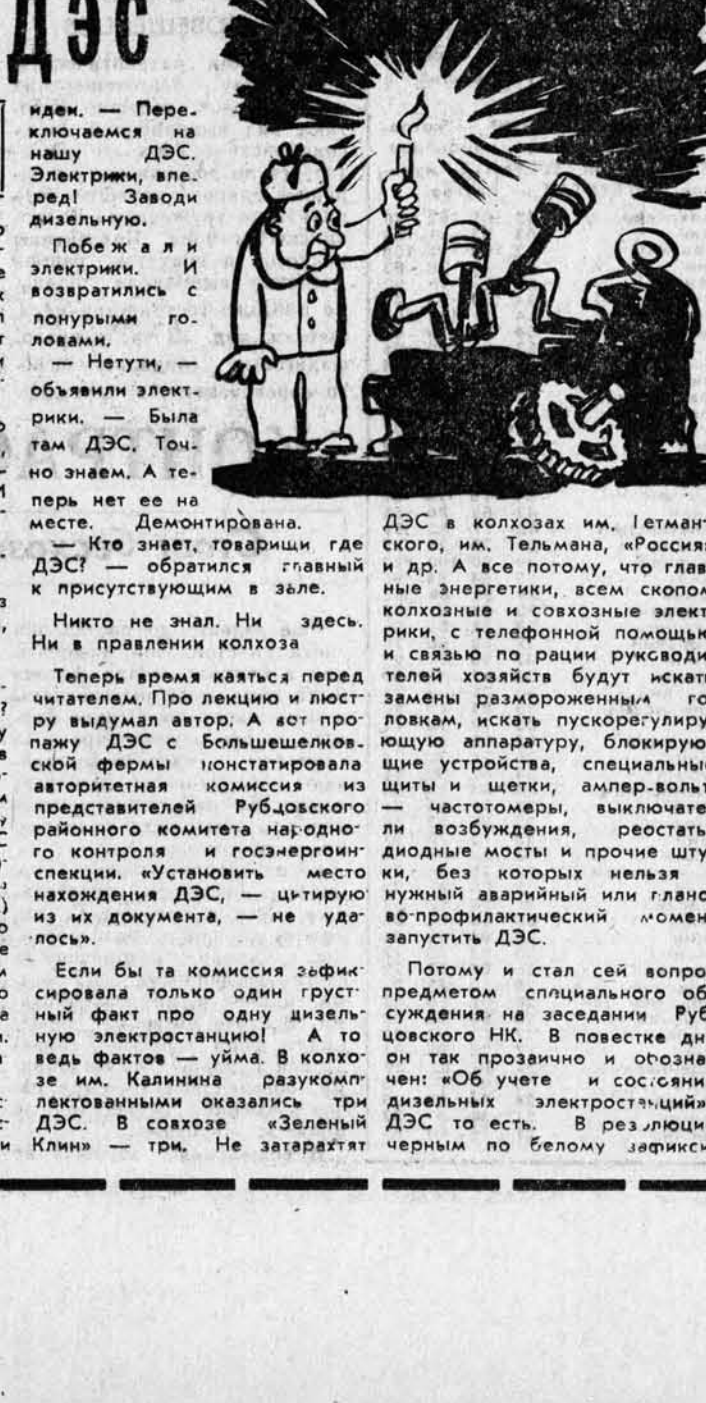 ДЭС
идеи. — Пере-
ключаемся на
нашу ДЭС.
Электрики, впе-
ред! Заводи
дизельную.
Побежали
электрики. И
возвратились с
понурыми го-
ловами.
— Нетути, —
объявили элект-
рики. — Была
там ДЭС. Точ-
но знаем. А те-
перь нет ее на
месте. Демонтирована.
— Кто знает, товарищи где
ДЭС? — обратился главный
к присутствующим в зале.
Никто не знал. Ни здесь.
Ни в правлении колхоза
Теперь время каяться перед
читателем. Про лекцию и люст-
ру выдумал автор. А вот про-
пажу ДЭС с Большешелков-
ской фермы констатировала
авторитетная комиссия из
представителей Рубцовского
районного комитета народно-
го контроля и госэнергоин-
спекции. «Установить место
нахождения ДЭС, — цитирую
из их документа, — не уда-
лось».
Если бы та комиссия зафик-
сировала только один груст-
ный факт про одну дизель-
ную электростанцию! А то
ведь фактов — уйма. В колхо-
зе им. Калинина разукомп-
лектованными оказались три
ДЭС. В совхозе «Зеленый
Клин» — три. Не затарахтят
ДЭС в колхозах им. Гетман-
ского, им. Тельмана, «Россия»
и др. А все потому, что глав
ные энергетики, всем скопом
колхозные и совхозные элект
рики, с телефонной помощью
и связью по рации руководи
телей хозяйств будут искать
замены размороженным го
ловкам, искать пускорегулиру
ющую аппаратуру, блокирую
щие устройства, специальные
щиты и щетки, ампер-вольт
— частотомеры, выключате
ли возбуждения, реостаты
диодные мосты и прочие шту
ки, без которых нельзя
нужный аварийный или планс
во-профилактический момен
запустить ДЭС.
Потому и стал сей вопро
предметом специального об
суждения на заседании Руб
цовского НК. В повестке дн
он так прозаично и обозна
чен: «Об учете и состояни
дизельных электростанций»
ДЭС то есть. В резолюци
черным по белому зафикси